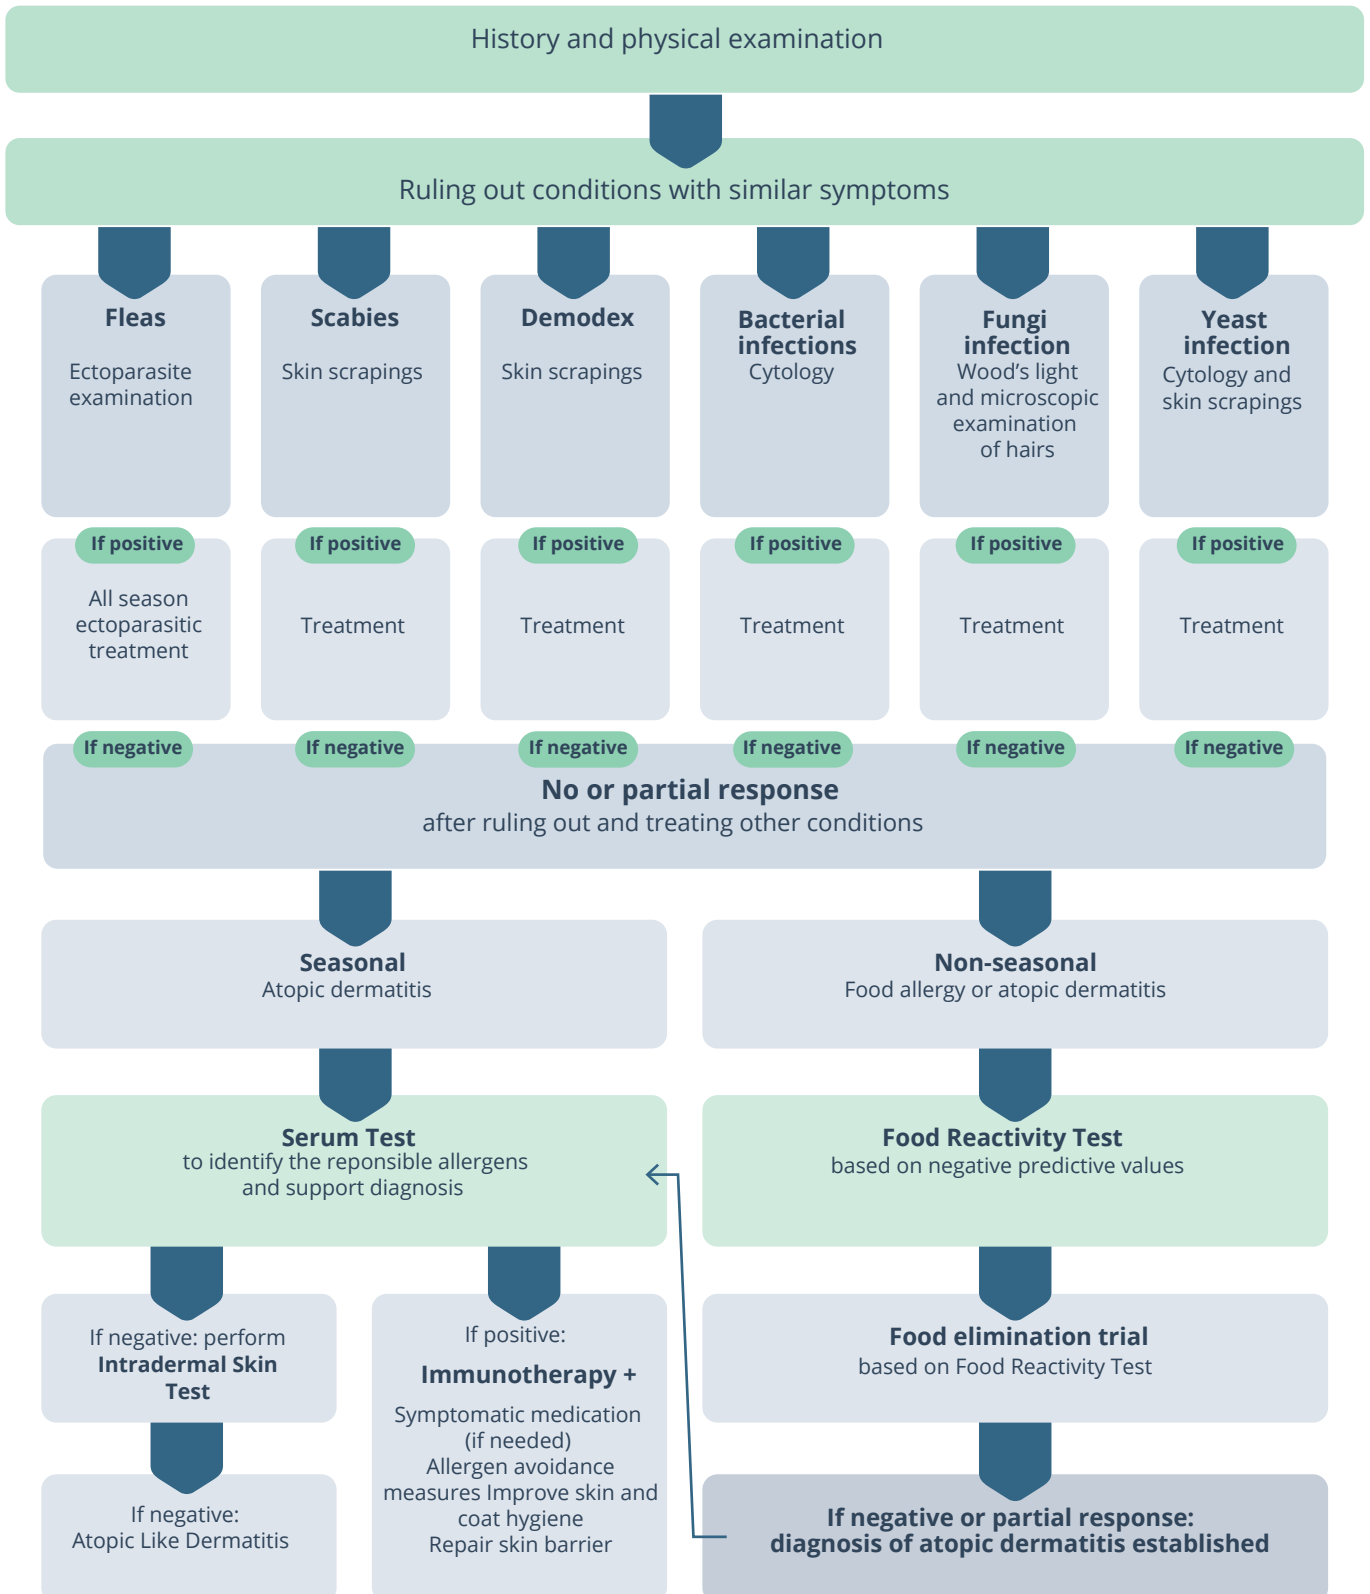 History and physical examination
Ruling out conditions with similar symptoms
Fleas
Ectoparasite
examination
Scabies
Skin scrapings
Demodex
Skin scrapings
Bacterial
infections
Cytology
Fungi
infection
Wood's light
and microscopic
examination
of hairs
Yeast
infection
Cytology and
skin scrapings
If positive
All season
ectoparasitic
treatment
If positive
Treatment
If positive
Treatment
If positive
Treatment
If positive
Treatment
If positive
Treatment
If negative
If negative
If negative
If negative
If negative
If negative
No or partial response
after ruling out and treating other conditions
Seasonal
Atopic dermatitis
Non-seasonal
Food allergy or atopic dermatitis
Serum Test
to identify the reponsible allergens
and support diagnosis
Food Reactivity Test
based on negative predictive values
If negative: perform
Intradermal Skin
Test
If positive:
Immunotherapy +
Symptomatic medication
(if needed)
Allergen avoidance
measures Improve skin and
coat hygiene
Repair skin barrier
Food elimination trial
based on Food Reactivity Test
If negative:
Atopic Like Dermatitis
If negative or partial response:
diagnosis of atopic dermatitis established